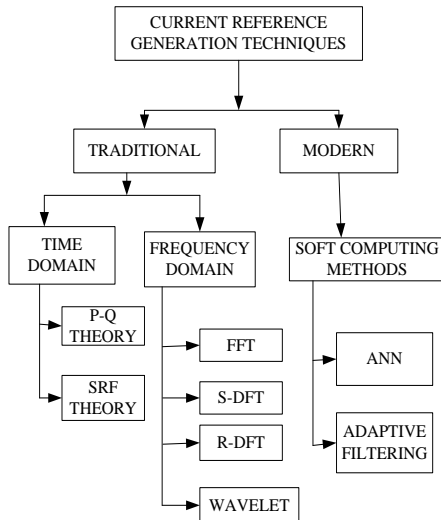 CURRENT REFERENCE
GENERATION TECHNIQUES
TRADITIONAL
MODERN
TIME
DOMAIN
FREQUENCY
DOMAIN
SOFT COMPUTING
METHODS
P-Q
THEORY
SRF
THEORY
FFT
S-DFT
R-DFT
WAVELET
ANN
ADAPTIVE
FILTERING